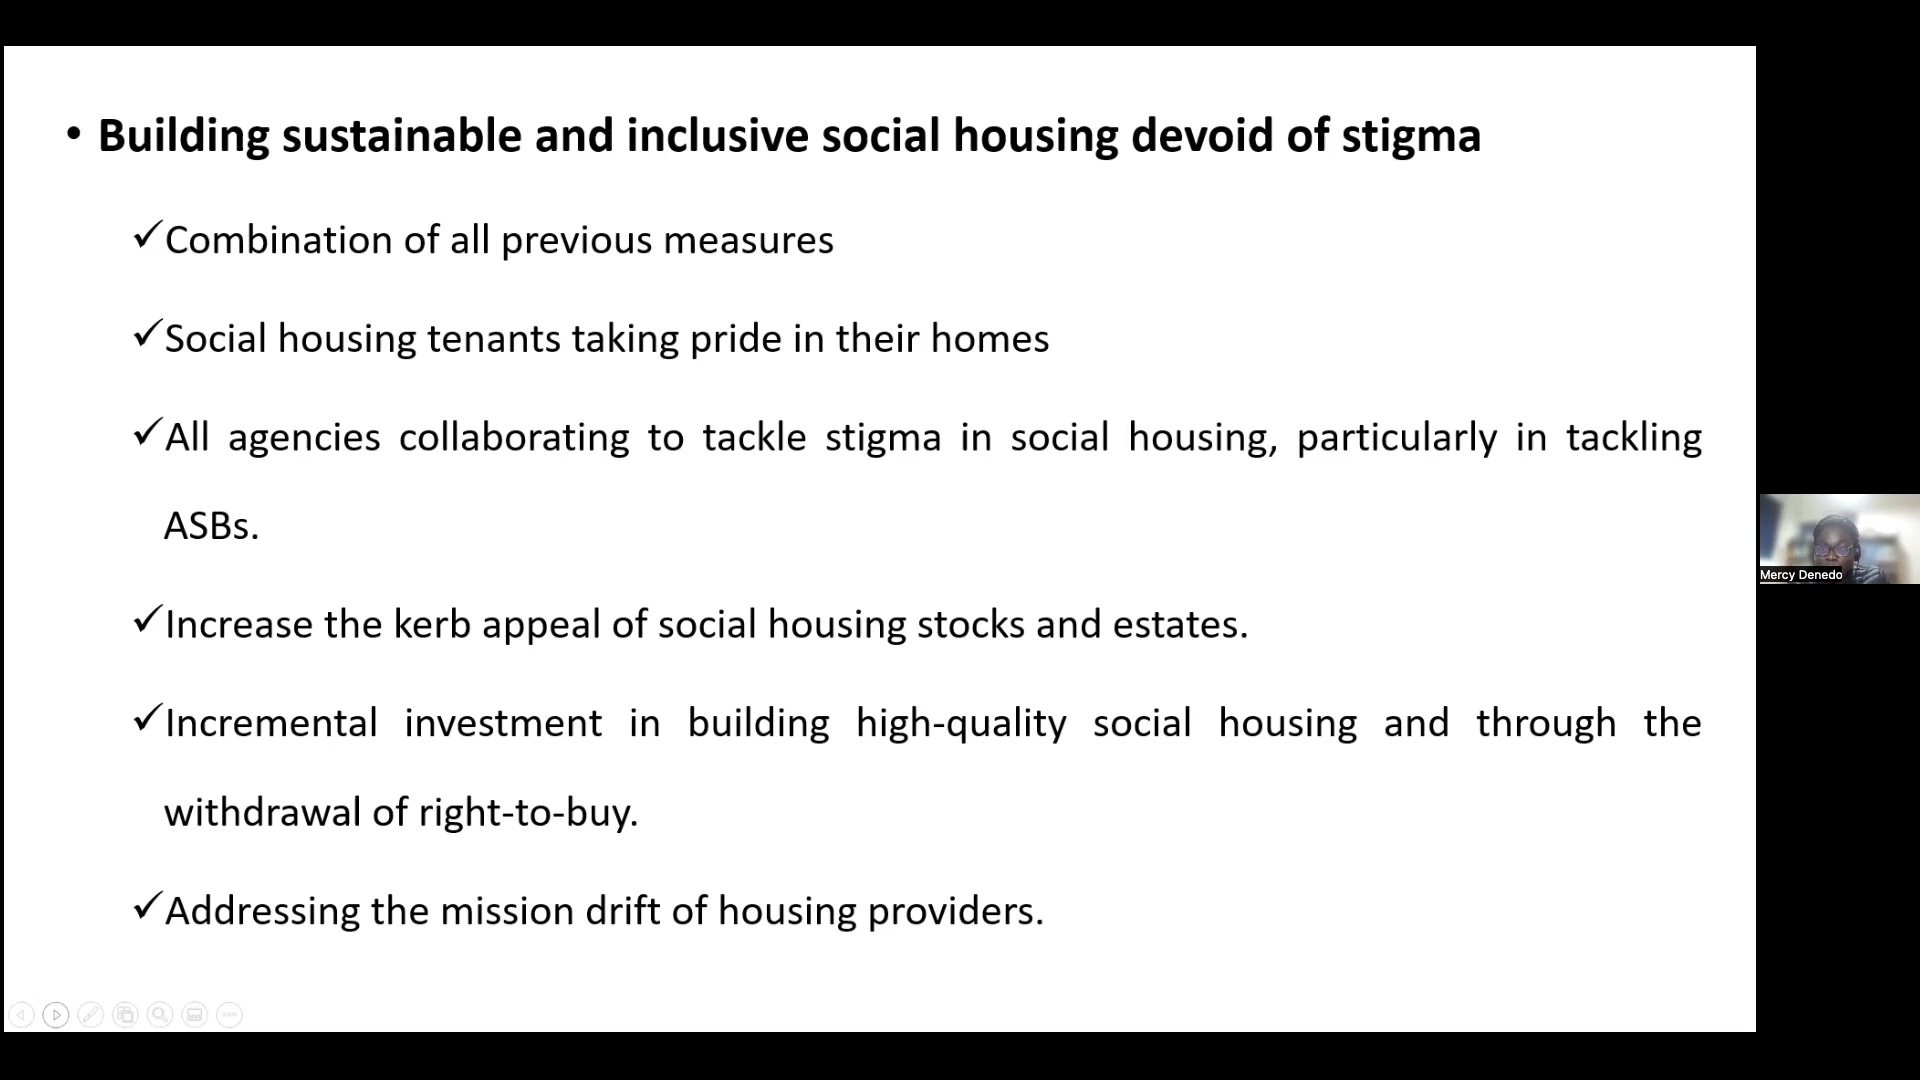 • Building sustainable and inclusive social housing devoid of stigma
✓Combination of all previous measures
✓Social housing tenants taking pride in their homes
✓All agencies collaborating to tackle stigma in social housing, particularly in tackling
ASBs.
✓Increase the kerb appeal of social housing stocks and estates.
✓Incremental investment in building high-quality social housing and through the
withdrawal of right-to-buy.
✓Addressing the mission drift of housing providers.
Mercy Denedo